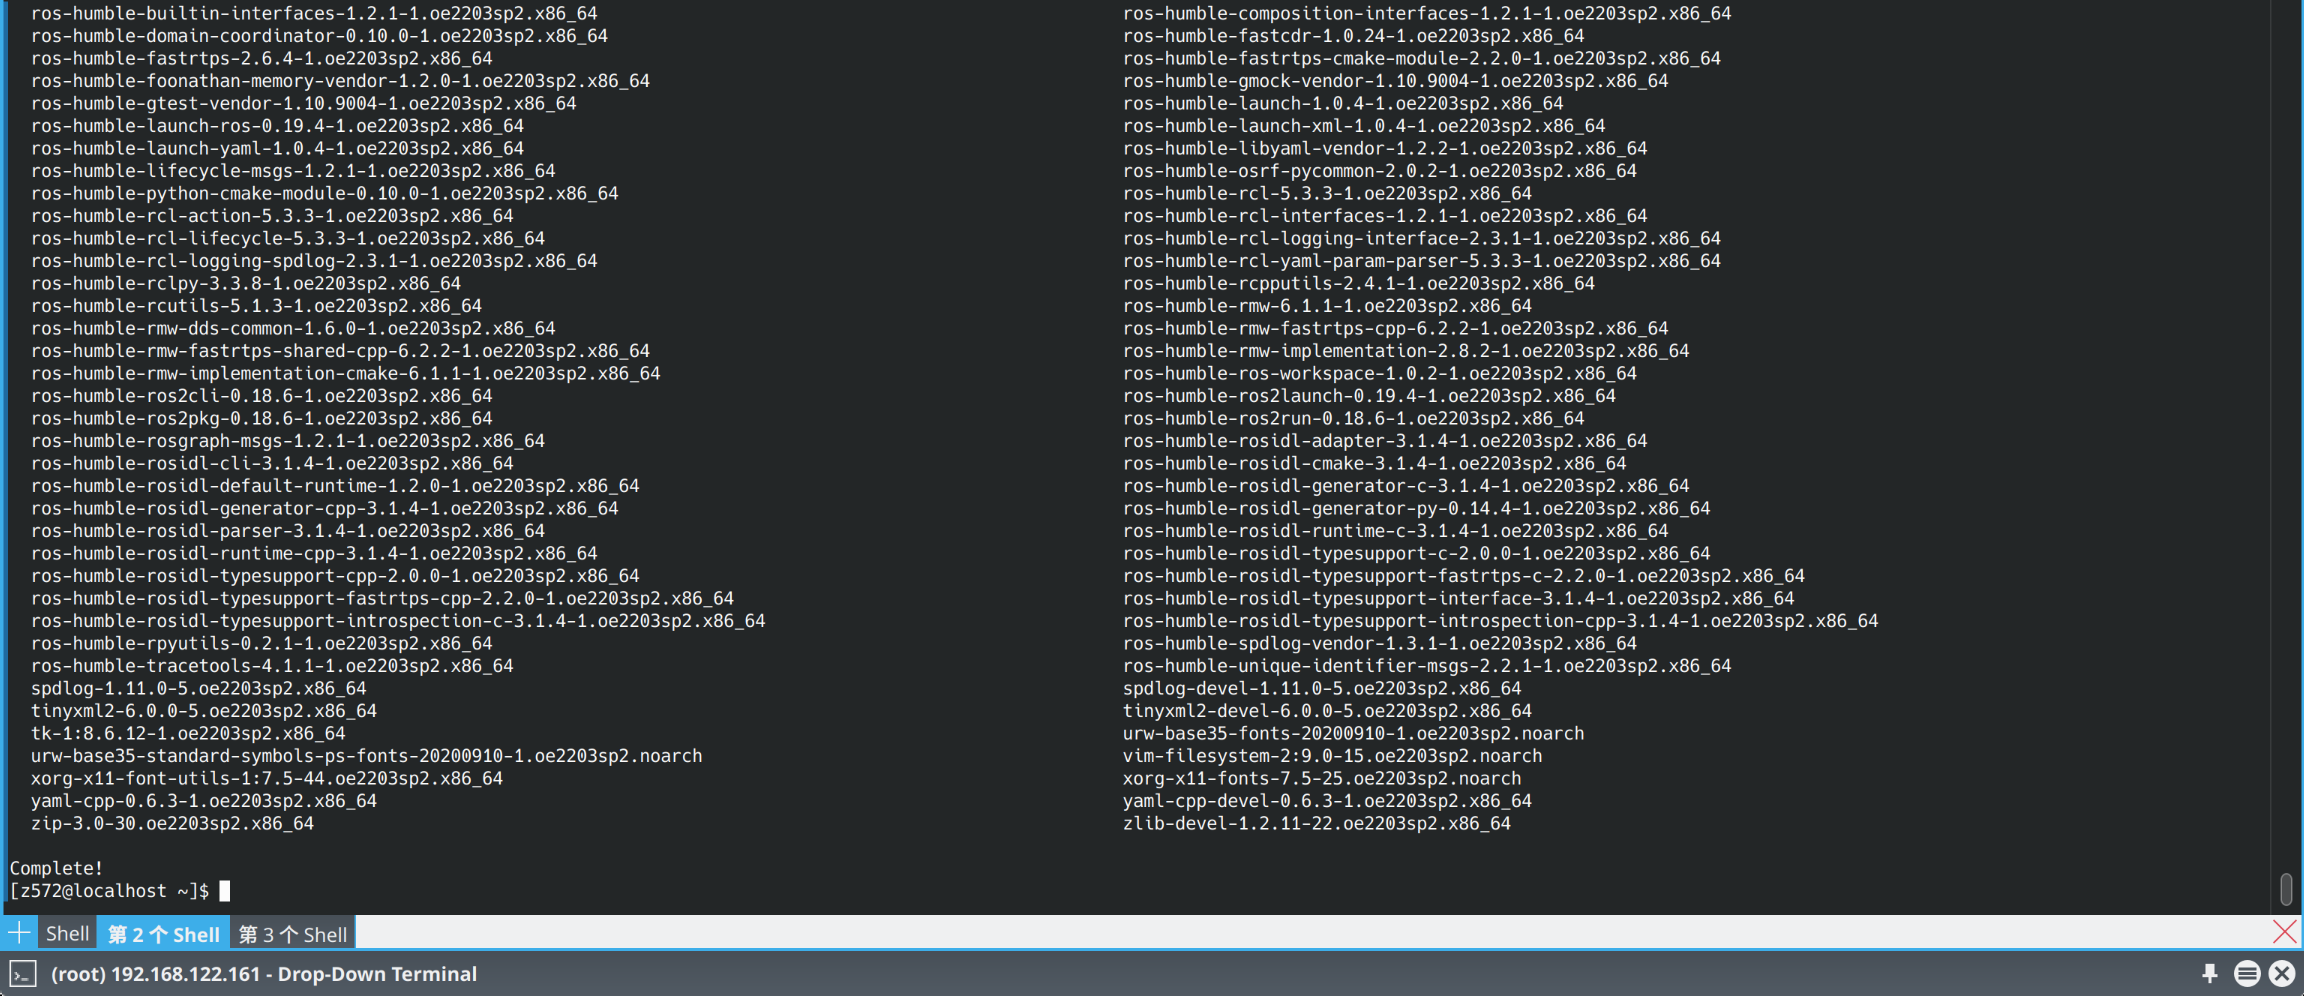 ros-humble-builtin-interfaces-1.2.1-1.oe2203sp2.x86_64 ros-humble-composition-interfaces-1.2.1-1.oe2203sp2.x86_64
ros-humble-domain-coordinator-0.10.0-1.oe2203sp2.x86_64 ros-humble-fastcdr-1.0.24-1.oe2203sp2.x86_64
ros-humble-fastrtps-2.6.4-1.oe2203sp2.x86_64 ros-humble-fastrtps-cmake-module-2.2.0-1.oe2203sp2.x86_64
ros-humble-foonathan-memory-vendor-1.2.0-1.oe2203sp2.x86_64 ros-humble-gmock-vendor-1.10.9004-1.oe2203sp2.x86_64
ros-humble-gtest-vendor-1.10.9004-1.oe2203sp2.x86_64 ros-humble-launch-1.0.4-1.oe2203sp2.x86_64
ros-humble-launch-ros-0.19.4-1.oe2203sp2.x86_64 ros-humble-launch-xml-1.0.4-1.oe2203sp2.x86_64
ros-humble-launch-yaml-1.0.4-1.oe2203sp2.x86_64 ros-humble-libyaml-vendor-1.2.2-1.oe2203sp2.x86_64
ros-humble-lifecycle-msgs-1.2.1-1.oe2203sp2.x86_64 ros-humble-osrf-pycommon-2.0.2-1.oe2203sp2.x86_64
ros-humble-python-cmake-module-0.10.0-1.oe2203sp2.x86_64 ros-humble-rcl-5.3.3-1.oe2203sp2.x86_64
ros-humble-rcl-action-5.3.3-1.oe2203sp2.x86_64 ros-humble-rcl-interfaces-1.2.1-1.oe2203sp2.x86_64
ros-humble-rcl-lifecycle-5.3.3-1.oe2203sp2.x86_64 ros-humble-rcl-logging-interface-2.3.1-1.oe2203sp2.x86_64
ros-humble-rcl-logging-spdlog-2.3.1-1.oe2203sp2.x86_64 ros-humble-rcl-yaml-param-parser-5.3.3-1.oe2203sp2.x86_64
ros-humble-rclpy-3.3.8-1.oe2203sp2.x86_64 ros-humble-rcpputils-2.4.1-1.oe2203sp2.x86_64
ros-humble-rcutils-5.1.3-1.oe2203sp2.x86_64 ros-humble-rmw-6.1.1-1.oe2203sp2.x86_64
ros-humble-rmw-dds-common-1.6.0-1.oe2203sp2.x86_64 ros-humble-rmw-fastrtps-cpp-6.2.2-1.oe2203sp2.x86_64
ros-humble-rmw-fastrtps-shared-cpp-6.2.2-1.oe2203sp2.x86_64 ros-humble-rmw-implementation-2.8.2-1.oe2203sp2.x86_64
ros-humble-rmw-implementation-cmake-6.1.1-1.oe2203sp2.x86_64 ros-humble-ros-workspace-1.0.2-1.oe2203sp2.x86_64
ros-humble-ros2cli-0.18.6-1.oe2203sp2.x86_64 ros-humble-ros2launch-0.19.4-1.oe2203sp2.x86_64
ros-humble-ros2pkg-0.18.6-1.oe2203sp2.x86_64 ros-humble-ros2run-0.18.6-1.oe2203sp2.x86_64
ros-humble-rosgraph-msgs-1.2.1-1.oe2203sp2.x86_64 ros-humble-rosidl-adapter-3.1.4-1.oe2203sp2.x86_64
ros-humble-rosidl-cli-3.1.4-1.oe2203sp2.x86_64 ros-humble-rosidl-cmake-3.1.4-1.oe2203sp2.x86_64
ros-humble-rosidl-default-runtime-1.2.0-1.oe2203sp2.x86_64 ros-humble-rosidl-generator-c-3.1.4-1.oe2203sp2.x86_64
ros-humble-rosidl-generator-cpp-3.1.4-1.oe2203sp2.x86_64 ros-humble-rosidl-generator-py-0.14.4-1.oe2203sp2.x86_64
ros-humble-rosidl-parser-3.1.4-1.oe2203sp2.x86_64 ros-humble-rosidl-runtime-c-3.1.4-1.oe2203sp2.x86_64
ros-humble-rosidl-runtime-cpp-3.1.4-1.oe2203sp2.x86_64 ros-humble-rosidl-typesupport-c-2.0.0-1.oe2203sp2.x86_64
ros-humble-rosidl-typesupport-cpp-2.0.0-1.oe2203sp2.x86_64 ros-humble-rosidl-typesupport-fastrtps-c-2.2.0-1.oe2203sp2.x86_64
ros-humble-rosidl-typesupport-fastrtps-cpp-2.2.0-1.oe2203sp2.x86_64 ros-humble-rosidl-typesupport-interface-3.1.4-1.oe2203sp2.x86_64
ros-humble-rosidl-typesupport-introspection-c-3.1.4-1.oe2203sp2.x86_64 ros-humble-rosidl-typesupport-introspection-cpp-3.1.4-1.oe2203sp2.x86_64
ros-humble-rpyutils-0.2.1-1.oe2203sp2.x86_64 ros-humble-spdlog-vendor-1.3.1-1.oe2203sp2.x86_64
ros-humble-tracetools-4.1.1-1.oe2203sp2.x86_64 ros-humble-unique-identifier-msgs-2.2.1-1.oe2203sp2.x86_64
spdlog-1.11.0-5.oe2203sp2.x86_64 spdlog-devel-1.11.0-5.oe2203sp2.x86_64
tinyxml2-6.0.0-5.oe2203sp2.x86_64 tinyxml2-devel-6.0.0-5.oe2203sp2.x86_64
tk-1:8.6.12-1.oe2203sp2.x86_64 urw-base35-fonts-20200910-1.oe2203sp2.noarch
urw-base35-standard-symbols-ps-fonts-20200910-1.oe2203sp2.noarch vim-filesystem-2:9.0-15.oe2203sp2.noarch
xorg-x11-font-utils-1:7.5-44.oe2203sp2.x86_64 xorg-x11-fonts-7.5-25.oe2203sp2.noarch
yaml-cpp-0.6.3-1.oe2203sp2.x86_64 yaml-cpp-devel-0.6.3-1.oe2203sp2.x86_64
zip-3.0-30.oe2203sp2.x86_64 zlib-devel-1.2.11-22.oe2203sp2.x86_64
Complete!
[z572@localhost ~]$
Shell 第 2 个 Shell 第 3 个 Shell
(root) 192.168.122.161 - Drop-Down Terminal